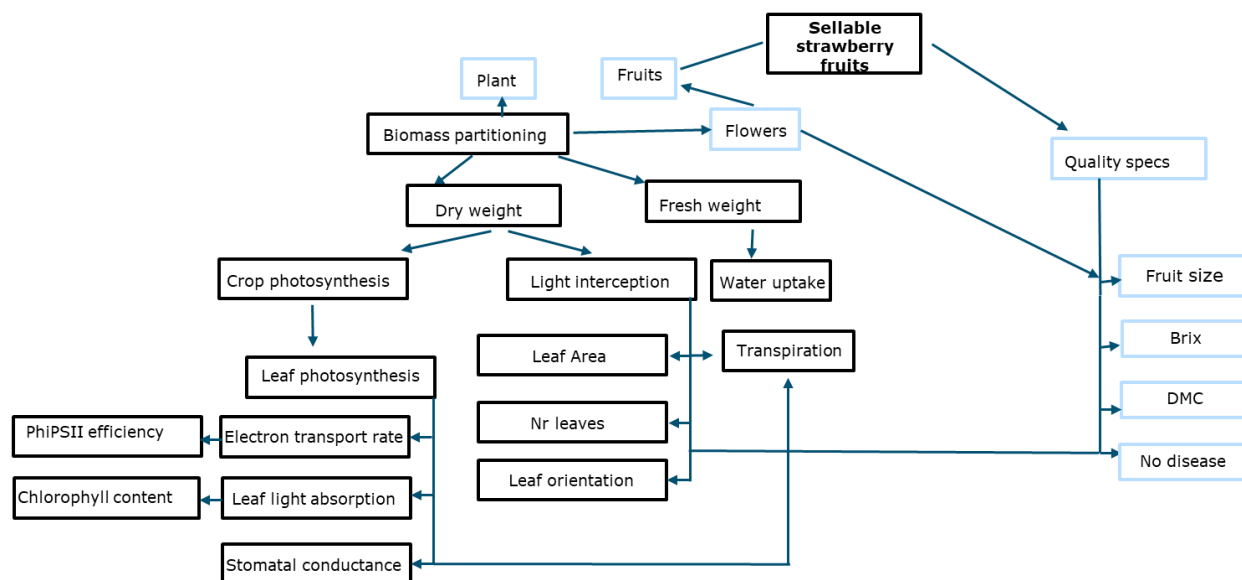 Sellable
strawberry
fruits
Plant
Fruits
Biomass partitioning
Flowers
Quality specs
Dry weight
Fresh weight
Crop photosynthesis
Light interception
Water uptake
Fruit size
Leaf Area
Transpiration
Brix
Leaf photosynthesis
DMC
PhiPSII efficiency
Electron transport rate
Nr leaves
No disease
Chlorophyll content
Leaf light absorption
Leaf orientation
Stomatal conductance